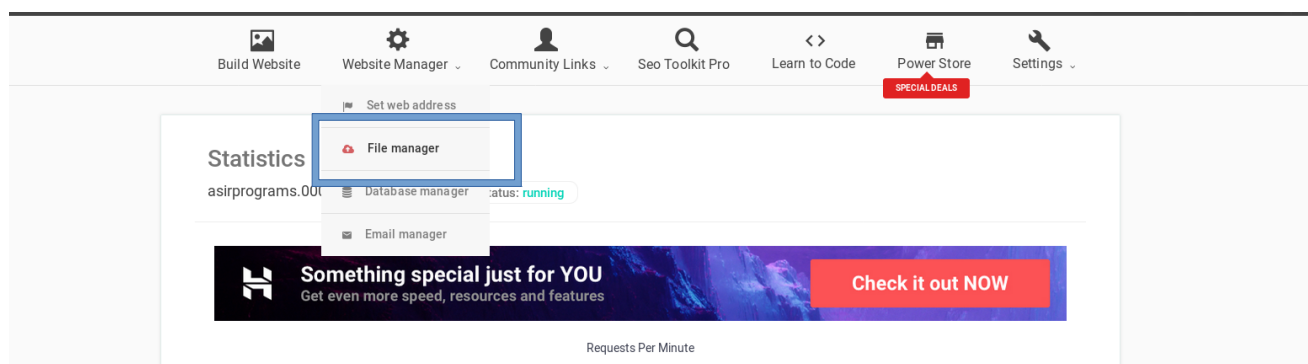 Build Website
Website Manager
Community Links
Seo Toolkit Pro
Learn to Code
Power Store
Settings
SPECIAL DEALS
Set web address
File manager
Database manager
Email manager
Statistics
asirprograms.00
tatus: running
Something special just for YOU
Get even more speed, resources and features
Check it out NOW
Requests Per Minute